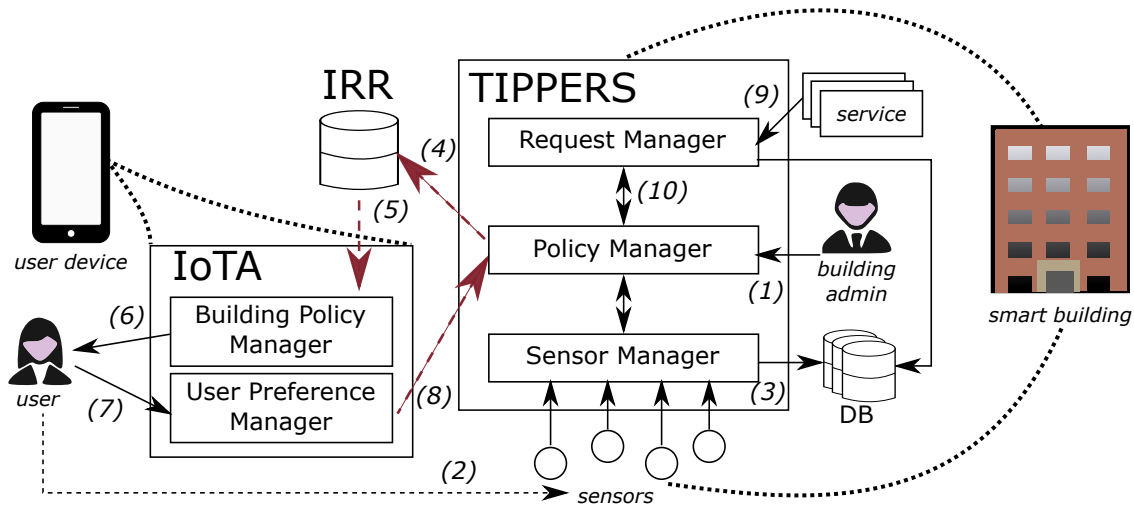 IRR
TIPPERS
(9)
service
Request Manager
(4)
(10)
(5)
user device
IoTA
Policy Manager
building
admin
(1)
smart building
(6)
Building Policy
Manager
Sensor Manager
(3)
DB
user
(7)
User Preference
Manager
(8)
(2)
sensors